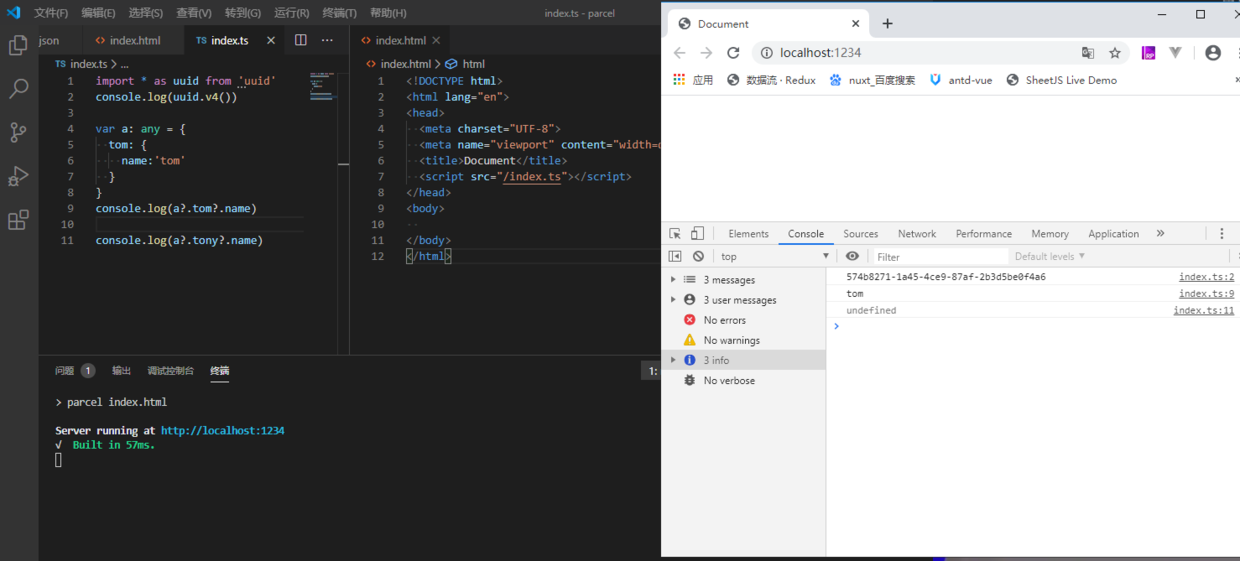 文件(F) 编辑(E) 选择(S) 查看(V) 转到(G) 运行(R) 终端(T) 帮助(H) index.ts - parcel
json index.html TS index.ts
TS index.ts > ...
1 import * as uuid from 'uuid'
2 console.log(uuid.v4())
3
4 var a: any = {
5 tom: {
6 name:'tom'
7 }
8 }
9 console.log(a?.tom?.name)
10
11 console.log(a?.tony?.name)
index.html
index.html > html
1 <!DOCTYPE html>
2 <html lang="en">
3 <head>
4 <meta charset="UTF-8">
5 <meta name="viewport" content="width=
6 <title>Document</title>
7 <script src="/index.ts"></script>
8 </head>
9 <body>
10
11 </body>
12 </html>
问题 1 输出 调试控制台 终端 1:
> parcel index.html
Server running at http://localhost:1234
√ Built in 57ms.
Document
localhost:1234
应用 数据流 · Redux nuxt_百度搜索 antd-vue SheetJS Live Demo »
Elements Console Sources Network Performance Memory Application »
top Filter Default levels ▼
3 messages
3 user messages
No errors
No warnings
3 info
No verbose
574b8271-1a45-4ce9-87af-2b3d5be0f4a6 index.ts:2
tom index.ts:9
undefined index.ts:11